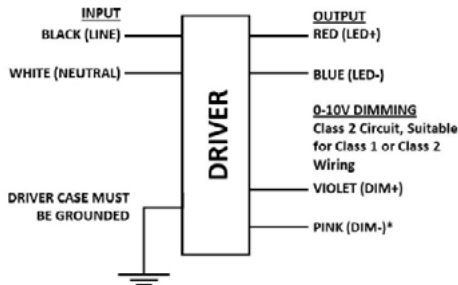 INPUT
BLACK (LINE)
WHITE (NEUTRAL)
DRIVER CASE MUST
BE GROUNDED
DRIVER
OUTPUT
RED (LED+)
BLUE (LED-)
0-10V DIMMING
Class 2 Circuit, Suitable
for Class 1 or Class 2
Wiring
VIOLET (DIM+)
PINK (DIM-)*